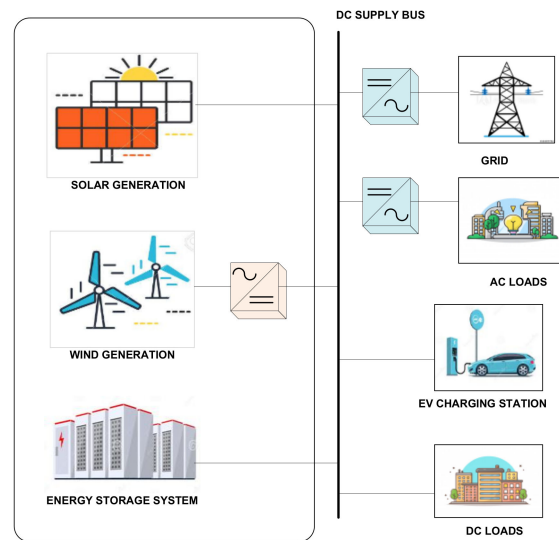 DC SUPPLY BUS
SOLAR GENERATION
GRID
AC LOADS
WIND GENERATION
EV CHARGING STATION
ENERGY STORAGE SYSTEM
DC LOADS